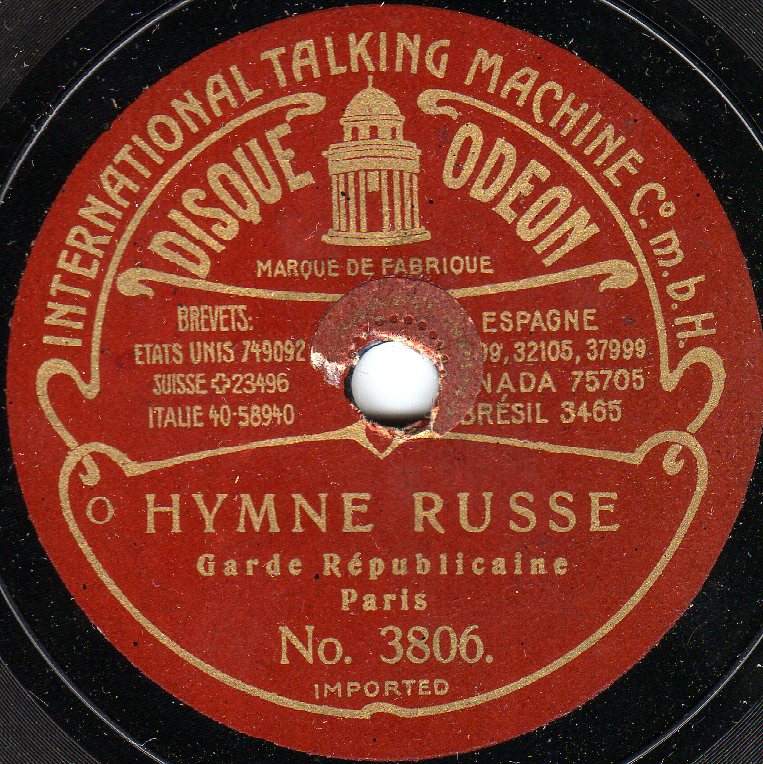 INTERNATIONAL TALKING MACHINE Co. m.b.H.
DISQUE ODEON
MARQUE DE FABRIQUE
BREVETS:
ETATS UNIS 749092
SUISSE 23496
ITALIE 40-58940
ESPAGNE
32105, 37999
75705
BRÉSIL 3465
O HYMNE RUSSE
Garde Républicaine
Paris
No. 3806.
IMPORTED